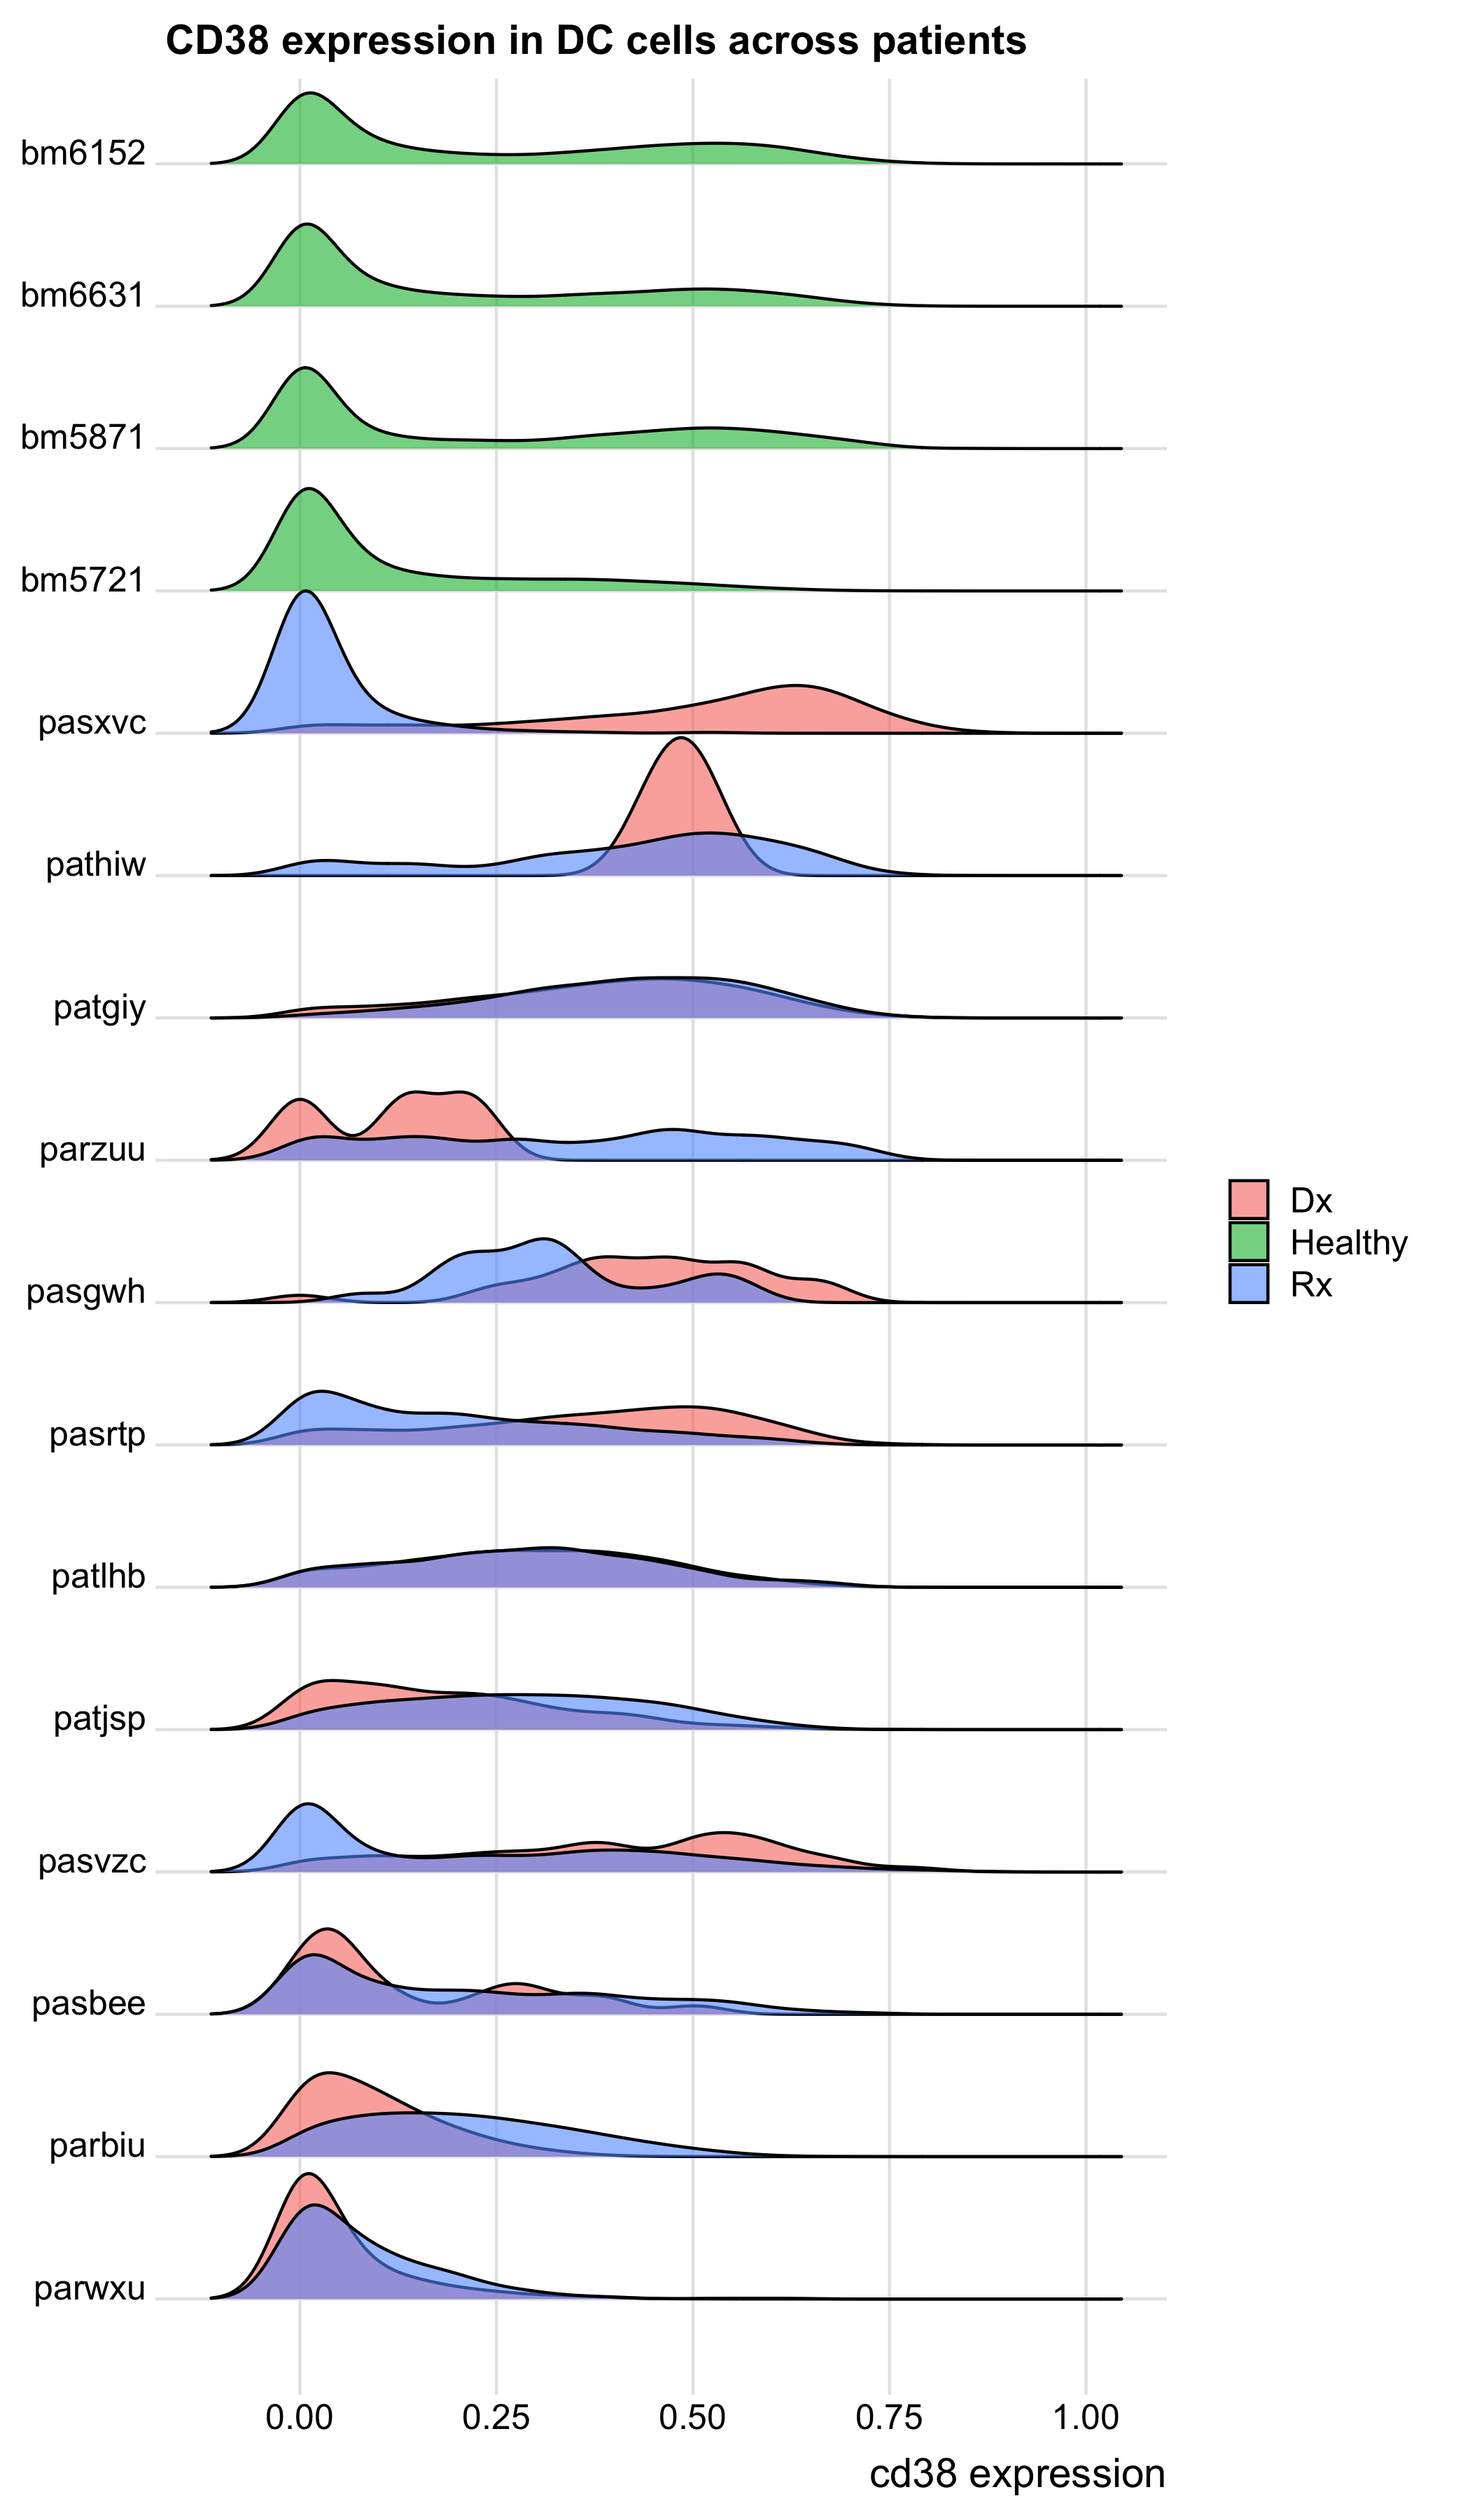 CD38 expression in DC cells across patients
bm6152
bm6631
bm5871
bm5721
pasxvc
pathiw
patgiy
parzuu
pasgwh
pasrtp
patlhb
patjsp
pasvzc
pasbee
parbiu
parwxu
Dx
Healthy
Rx
0.00 0.25 0.50 0.75 1.00
cd38 expression